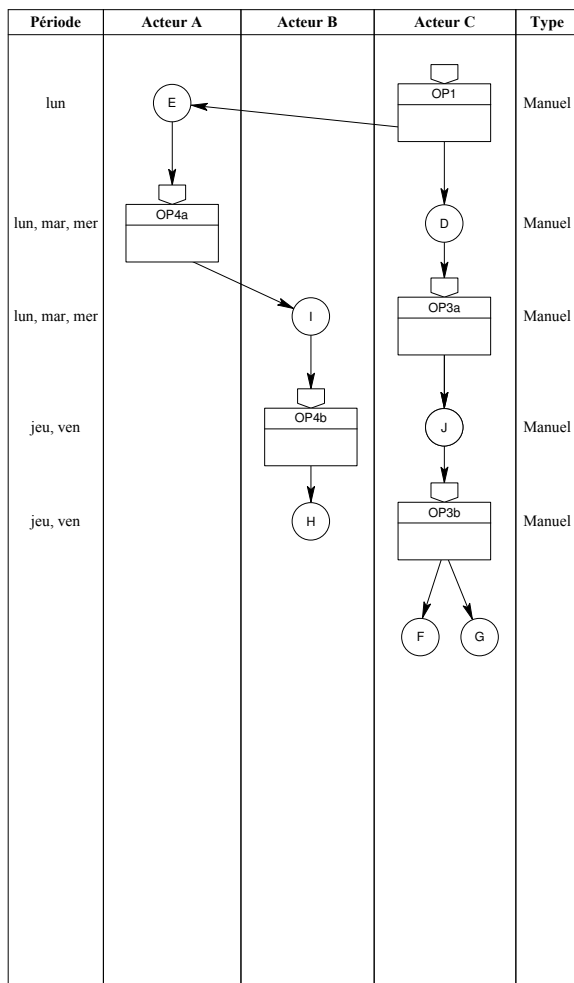 Période Acteur A Acteur B Acteur C Type
OP1
lun E Manuel
OP4a
lun, mar, mer D Manuel
OP3a
lun, mar, mer I Manuel
OP4b
jeu, ven J Manuel
OP3b
jeu, ven H Manuel
F G